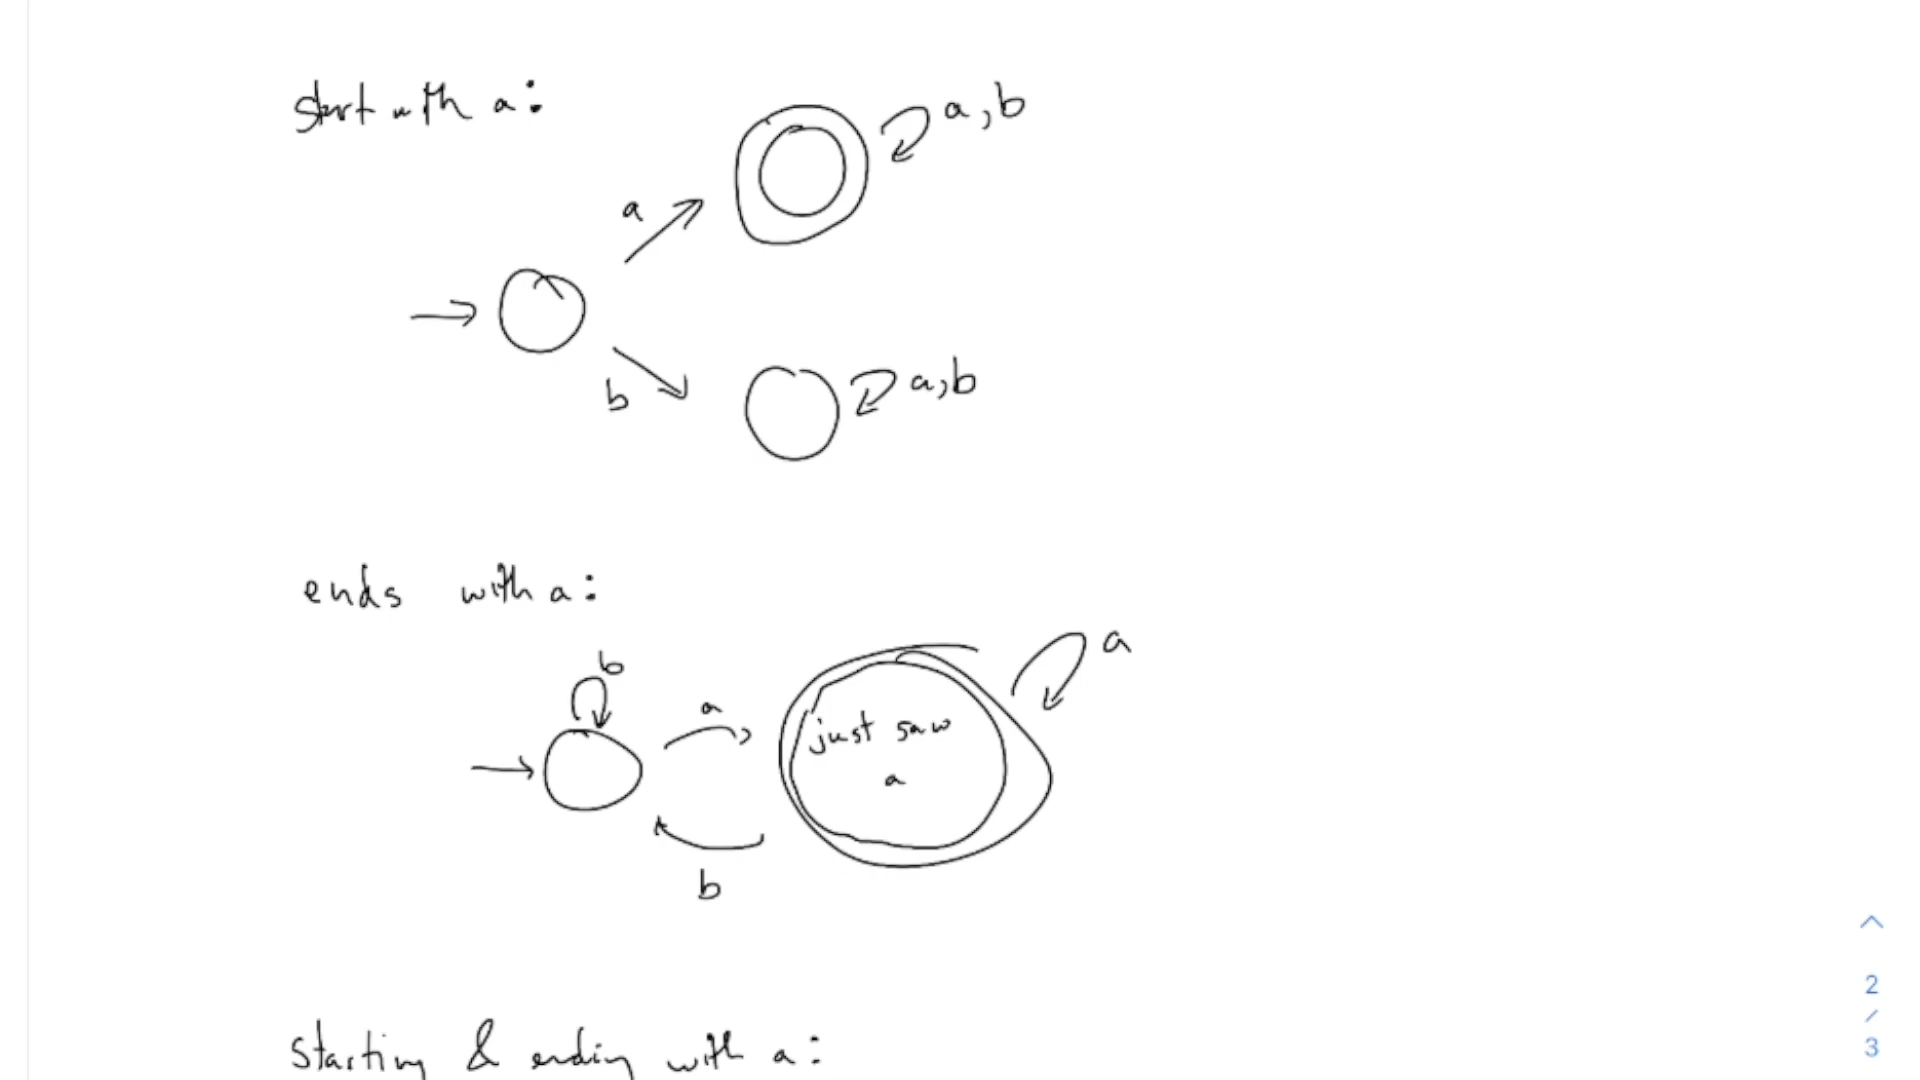 start with a:
a,b
a
b
a,b
ends with a:
b
a
a
just saw
a
b
starting & ending with a:
2
/
3